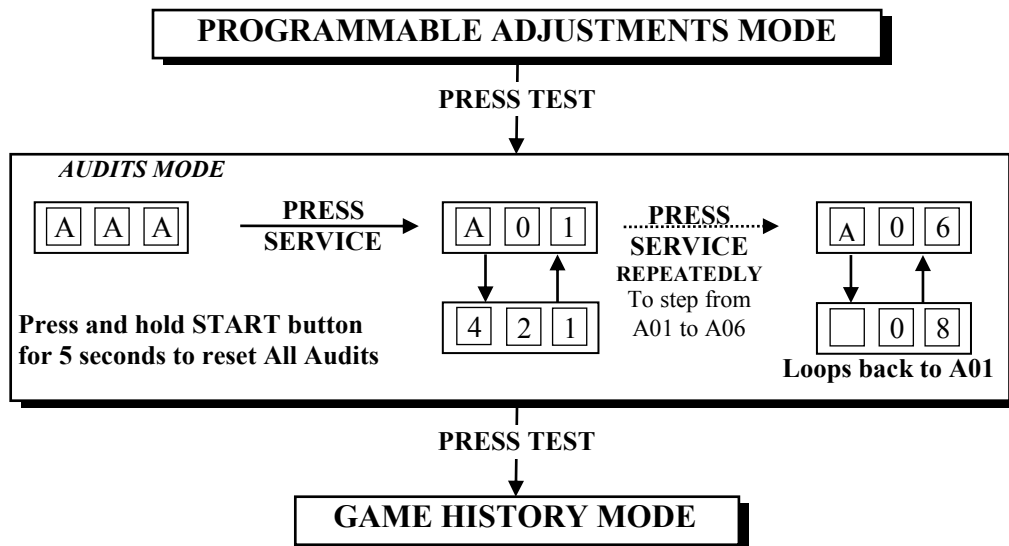 PROGRAMMABLE ADJUSTMENTS MODE
PRESS TEST
AUDITS MODE
A A A
PRESS
SERVICE
A 0 1
4 2 1
PRESS
SERVICE
REPEATEDLY
To step from
A01 to A06
A 0 6
0 8
Loops back to A01
Press and hold START button
for 5 seconds to reset All Audits
PRESS TEST
GAME HISTORY MODE